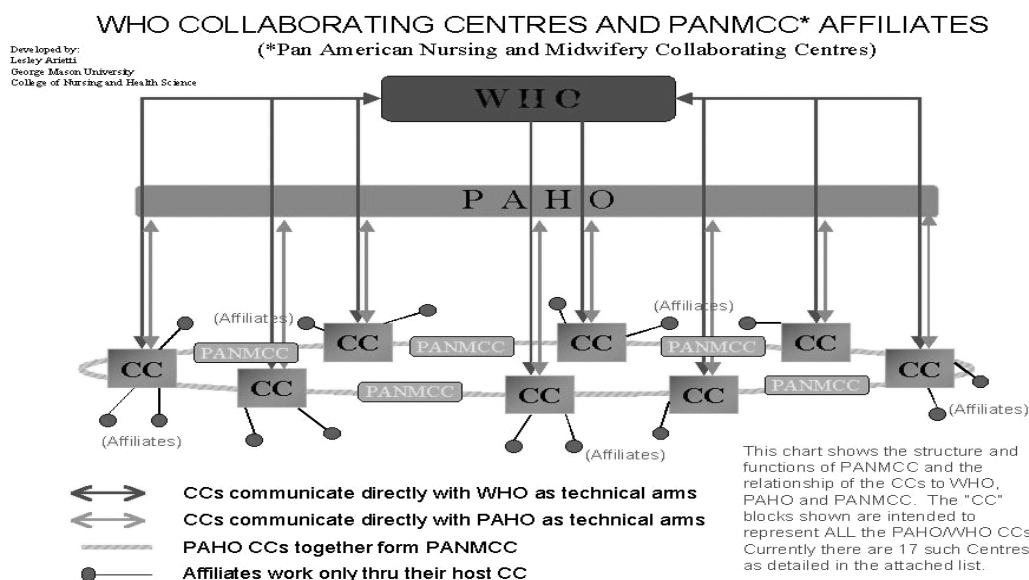 WHO COLLABORATING CENTRES AND PANMCC* AFFILIATES
(*Pan American Nursing and Midwifery Collaborating Centres)
Developed by:
Lesley Arietti
George Mason University
College of Nursing and Health Science
WHO
PAHO
(Affiliates)
(Affiliates)
CC
CC
CC
PANMCC
PANMCC
PANMCC
CC
CC
CC
CC
CC
PANMCC
PANMCC
(Affiliates)
(Affiliates)
(Affiliates)
CCs communicate directly with WHO as technical arms
CCs communicate directly with PAHO as technical arms
PAHO CCs together form PANMCC
Affiliates work only thru their host CC
This chart shows the structure and
functions of PANMCC and the
relationship of the CCs to WHO,
PAHO and PANMCC. The "CC"
blocks shown are intended to
represent ALL the PAHO/WHO CCs
Currently there are 17 such Centres
as detailed in the attached list.